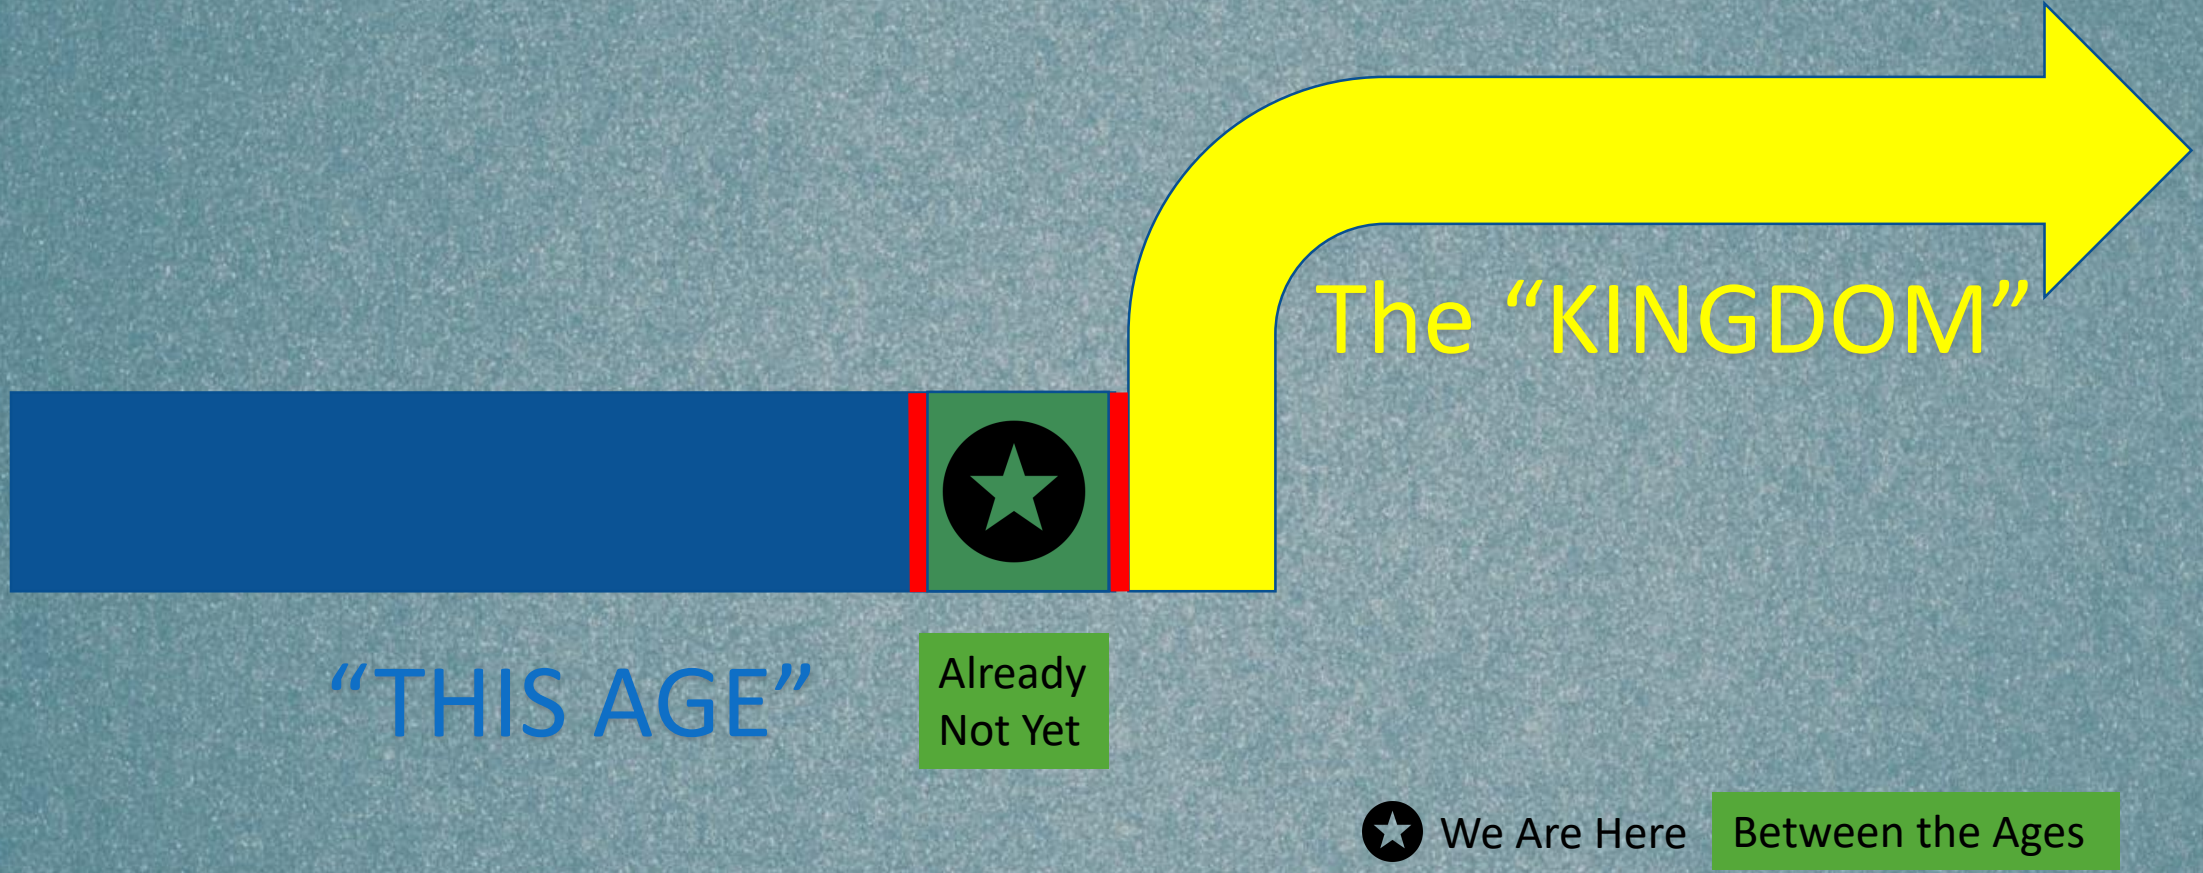 The “KINGDOM”
“THIS AGE”
Already
Not Yet
We Are Here
Between the Ages